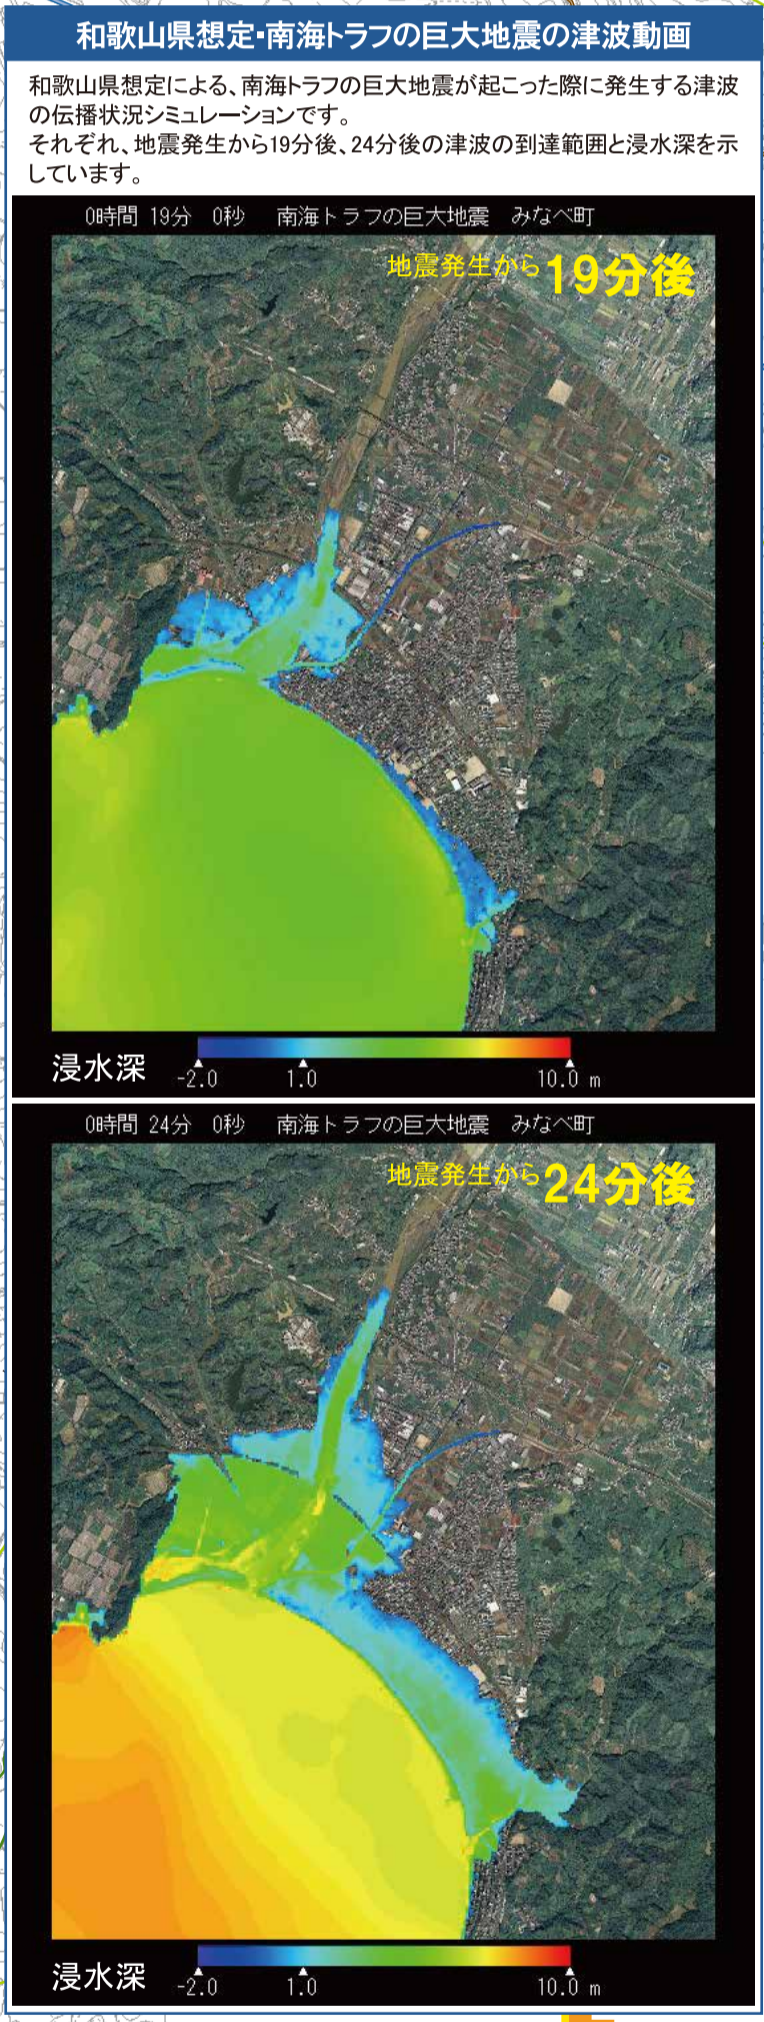 和歌山県想定・南海トラフの巨大地震の津波動画
和歌山県想定による、南海トラフの巨大地震が起こった際に発生する津波
の伝播状況シミュレーションです。
それぞれ、地震発生から19分後、24分後の津波の到達範囲と浸水深を示
しています。
0時間 19分 0秒 南海トラフの巨大地震 みなべ町
地震発生から19分後
浸水深 -2.0 1.0 10.0 m
0時間 24分 0秒 南海トラフの巨大地震 みなべ町
地震発生から24分後
浸水深 -2.0 1.0 10.0 m